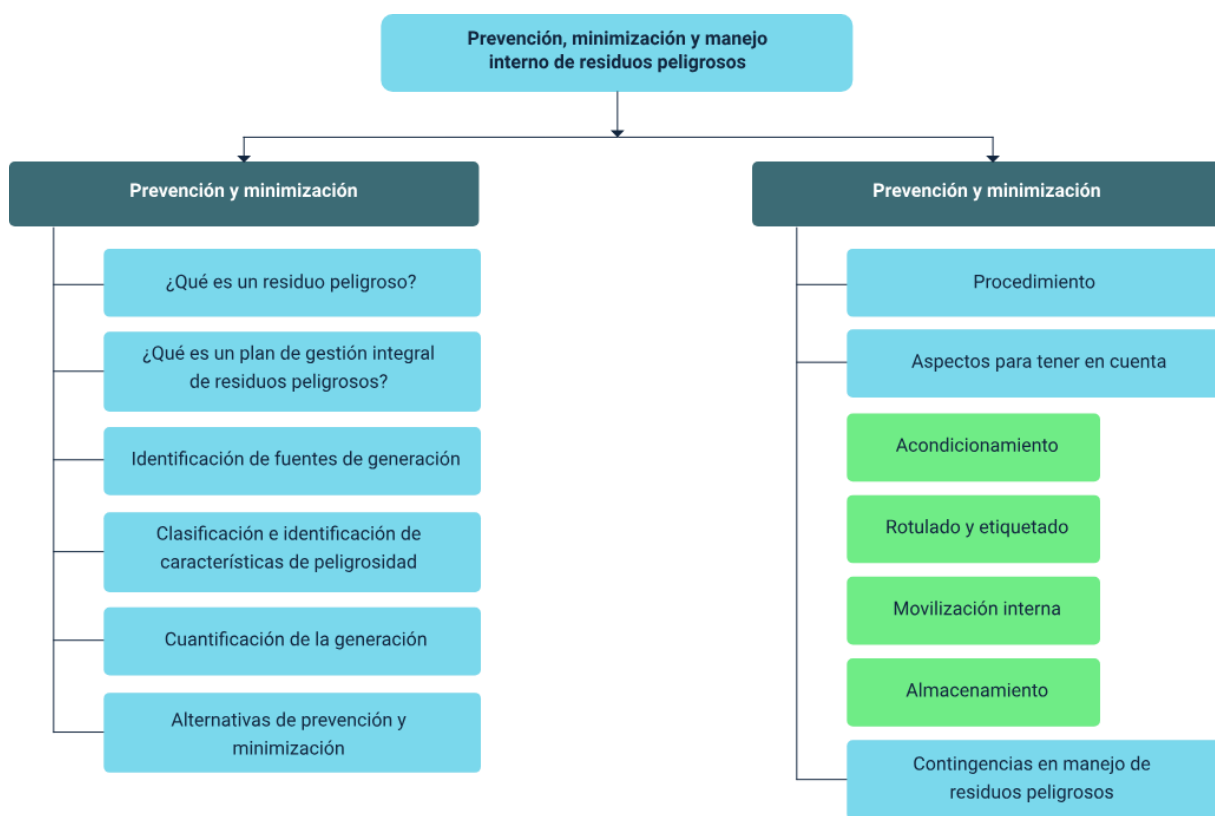 Prevención, minimización y manejo
interno de residuos peligrosos
Prevención y minimización
¿Qué es un residuo peligroso?
¿Qué es un plan de gestión integral
de residuos peligrosos?
Identificación de fuentes de generación
Clasificación e identificación de
características de peligrosidad
Cuantificación de la generación
Alternativas de prevención y
minimización
Prevención y minimización
Procedimiento
Aspectos para tener en cuenta
Acondicionamiento
Rotulado y etiquetado
Movilización interna
Almacenamiento
Contingencias en manejo de
residuos peligrosos